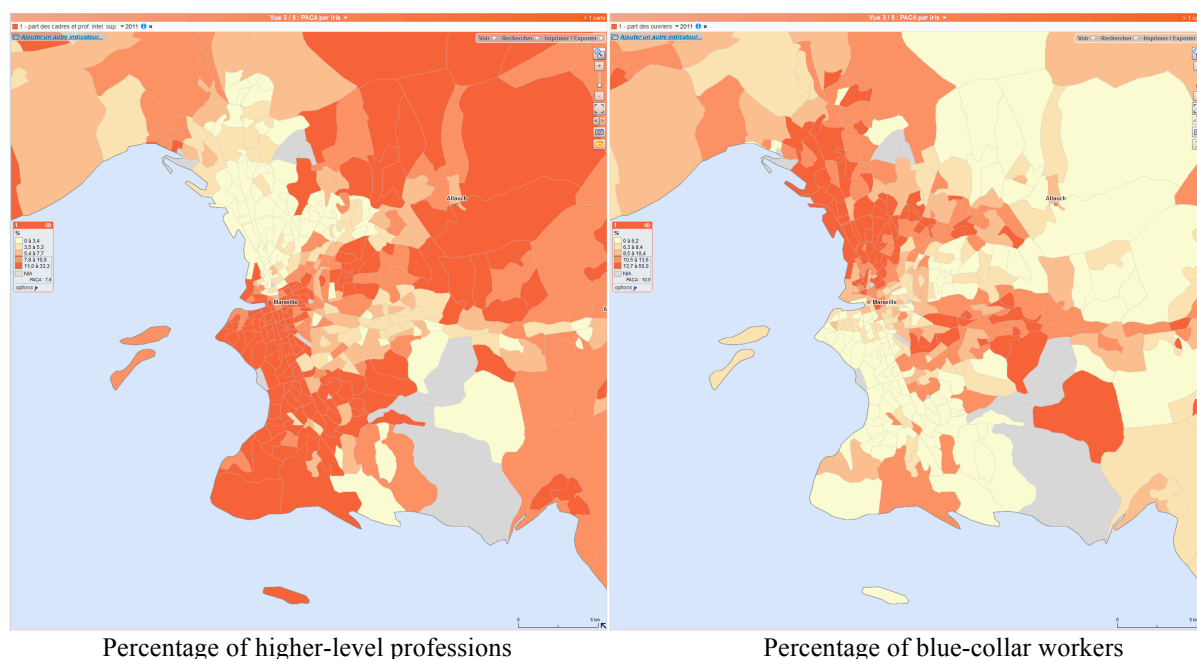 Vue 3 / 5 : PACA par iris
> 1 carte
1 - part des cadres et prof. intel. sup. 2011
Ajouter un autre indicateur...
Voir Rechercher Imprimer / Exporter
Allauch
1
%
0 à 3,4
3,5 à 5,3
5,4 à 7,7
7,8 à 10,9
11,0 à 33,3
N/A
PACA : 7,8
options
Marseille
0 5 km
Percentage of higher-level professions
Vue 3 / 5 : PACA par iris
> 1 carte
1 - part des ouvriers 2011
Ajouter un autre indicateur...
Voir Rechercher Imprimer / Exporter
Allauch
1
%
0 à 6,2
6,3 à 8,4
8,5 à 10,4
10,5 à 13,6
13,7 à 50,0
N/A
options
Marseille
0 5 km
Percentage of blue-collar workers